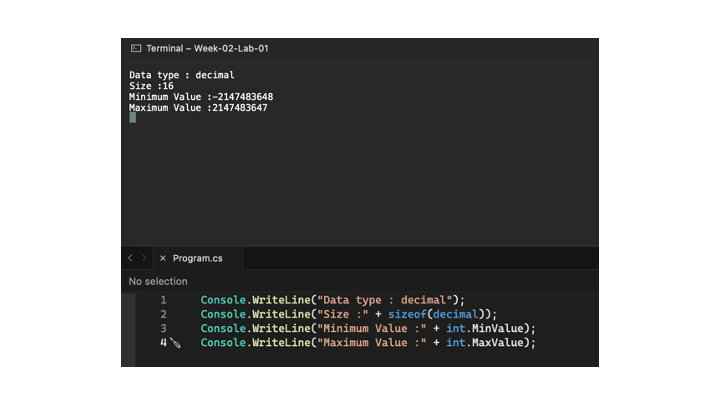 Terminal – Week-02-Lab-01
Data type : decimal
Size :16
Minimum Value :-2147483648
Maximum Value :2147483647
Program.cs
No selection
1 Console.WriteLine("Data type : decimal");
2 Console.WriteLine("Size :" + sizeof(decimal));
3 Console.WriteLine("Minimum Value :" + int.MinValue);
4 Console.WriteLine("Maximum Value :" + int.MaxValue);